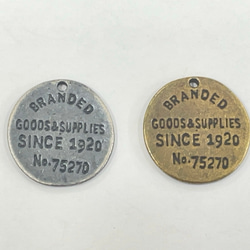 BRANDED
GOODS&SUPPLIES
SINCE 1920
No.75270
BRANDED
GOODS&SUPPLIES
SINCE 1920
No.75270